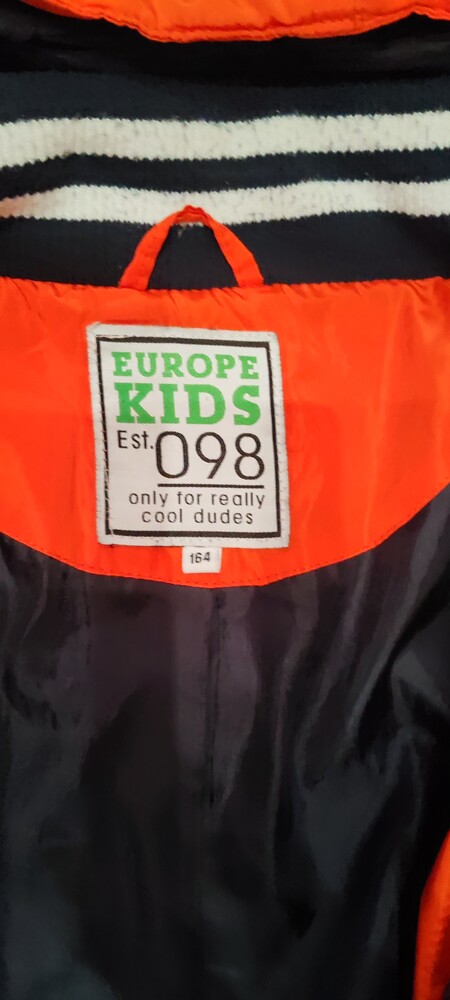 EUROPE
KIDS
Est. 098
only for really
cool dudes
164